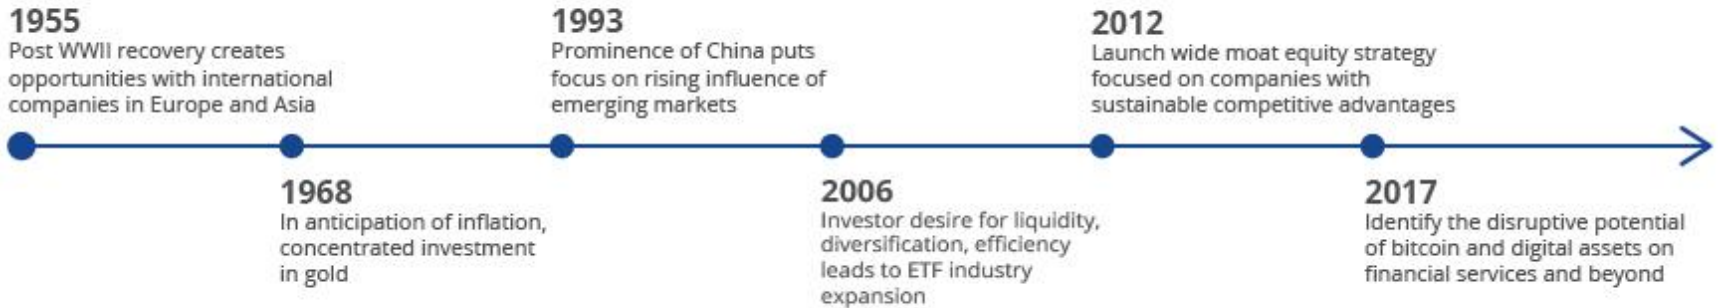 1955
Post WWII recovery creates
opportunities with international
companies in Europe and Asia
1968
In anticipation of inflation,
concentrated investment
in gold
1993
Prominence of China puts
focus on rising influence of
emerging markets
2006
Investor desire for liquidity,
diversification, efficiency
leads to ETF industry
expansion
2012
Launch wide moat equity strategy
focused on companies with
sustainable competitive advantages
2017
Identify the disruptive potential
of bitcoin and digital assets on
financial services and beyond